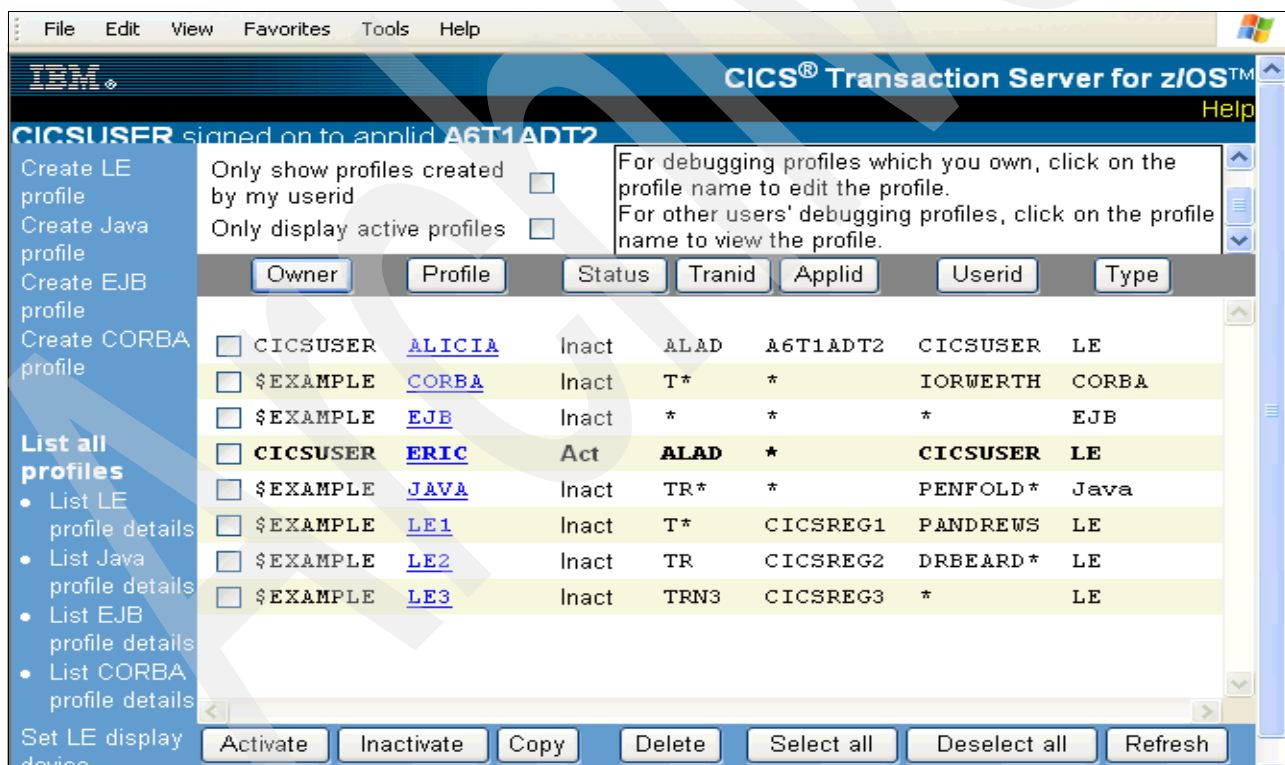 File Edit View Favorites Tools Help
IBM®
CICS® Transaction Server for z/OS™
Help
CICSUSER signed on to applid A6T1ADT2
Create LE
profile
Create Java
profile
Create EJB
profile
Create CORBA
profile
List all
profiles
• List LE
profile details
• List Java
profile details
• List EJB
profile details
• List CORBA
profile details
Set LE display
device
Only show profiles created
by my userid
Only display active profiles
For debugging profiles which you own, click on the
profile name to edit the profile.
For other users' debugging profiles, click on the profile
name to view the profile.
Owner Profile Status Tranid Applid Userid Type
CICSUSER ALICIA Inact ALAD A6T1ADT2 CICSUSER LE
$EXAMPLE CORBA Inact T* * IORWERTH CORBA
$EXAMPLE EJB Inact * * * EJB
CICSUSER ERIC Act ALAD * CICSUSER LE
$EXAMPLE JAVA Inact TR* * PENFOLD* Java
$EXAMPLE LE1 Inact T* CICSREG1 PANDREWS LE
$EXAMPLE LE2 Inact TR CICSREG2 DRBEARD* LE
$EXAMPLE LE3 Inact TRN3 CICSREG3 * LE
Activate Inactivate Copy Delete Select all Deselect all Refresh